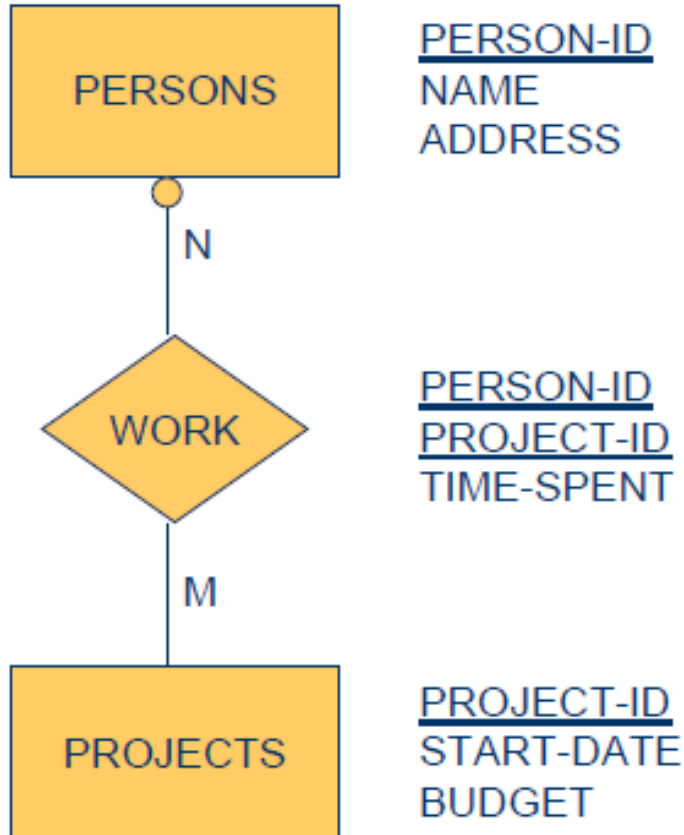 PERSONS
PERSON-ID
NAME
ADDRESS
N
WORK
PERSON-ID
PROJECT-ID
TIME-SPENT
M
PROJECTS
PROJECT-ID
START-DATE
BUDGET